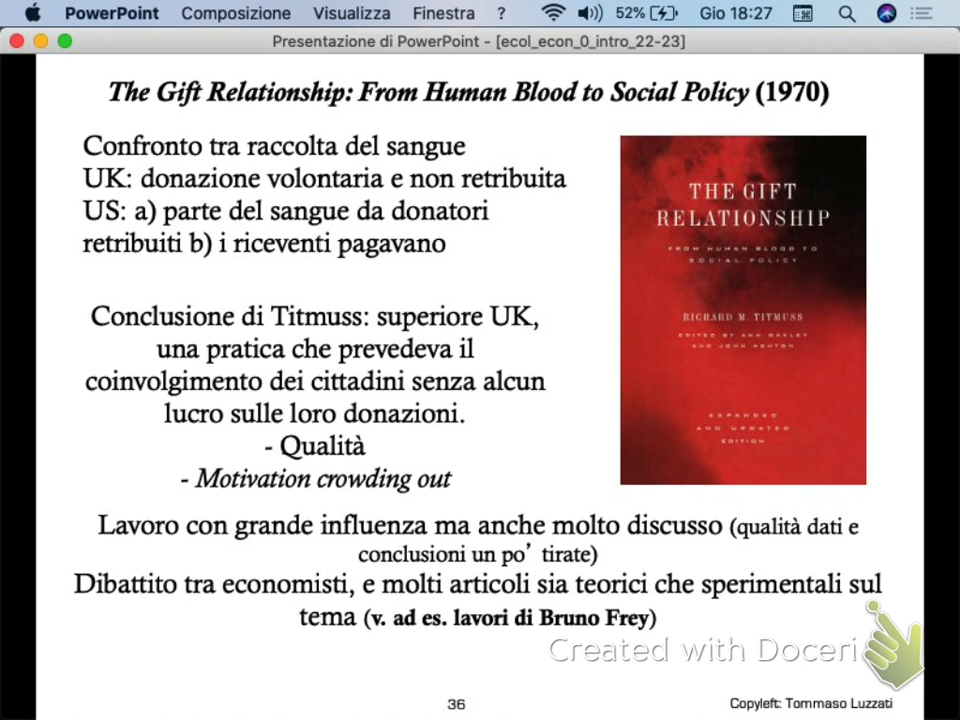 PowerPoint Composizione Visualizza Finestra ? 52% Gio 18:27
Presentazione di PowerPoint - [ecol_econ_0_intro_22-23]
The Gift Relationship: From Human Blood to Social Policy (1970)
Confronto tra raccolta del sangue
UK: donazione volontaria e non retribuita
US: a) parte del sangue da donatori
retribuiti b) i riceventi pagavano
Conclusione di Titmuss: superiore UK,
una pratica che prevedeva il
coinvolgimento dei cittadini senza alcun
lucro sulle loro donazioni.
- Qualità
- Motivation crowding out
THE GIFT
RELATIONSHIP
FROM HUMAN BLOOD TO
SOCIAL POLICY
RICHARD M. TITMUSS
EDITED BY ANN OAKLEY
AND JOHN ASHTON
EXPANDED
AND UPDATED
EDITION
Lavoro con grande influenza ma anche molto discusso (qualità dati e
conclusioni un po’ tirate)
Dibattito tra economisti, e molti articoli sia teorici che sperimentali sul
tema (v. ad es. lavori di Bruno Frey)
Created with Doceri
36
Copyleft: Tommaso Luzzati